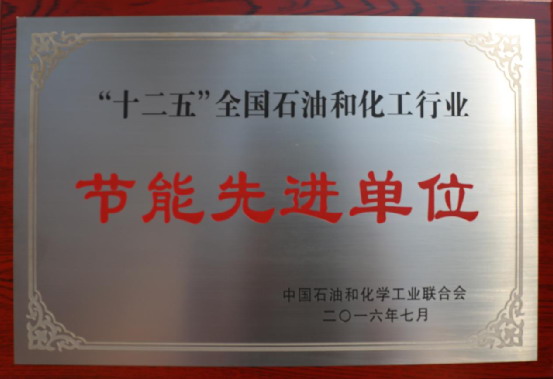 “十二五”全国石油和化工行业
节能先进单位
中国石油和化学工业联合会
二〇一六年七月